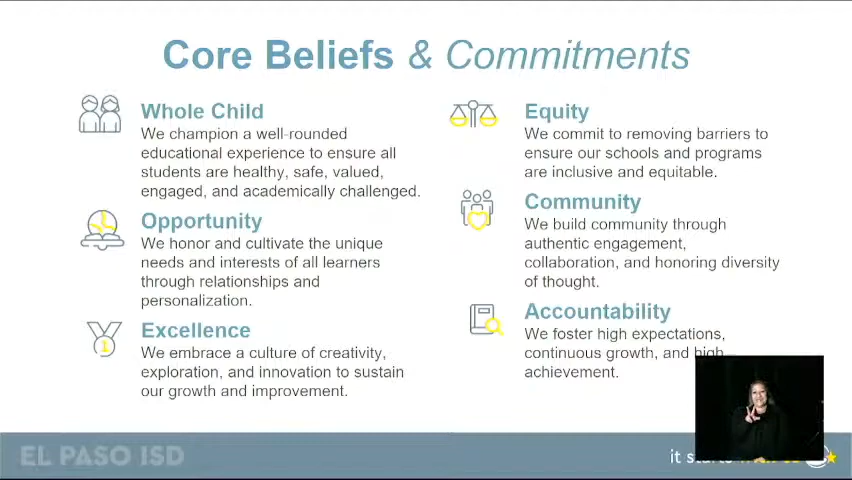 Core Beliefs & Commitments
Whole Child
We champion a well-rounded
educational experience to ensure all
students are healthy, safe, valued,
engaged, and academically challenged.
Opportunity
We honor and cultivate the unique
needs and interests of all learners
through relationships and
personalization.
Excellence
We embrace a culture of creativity,
exploration, and innovation to sustain
our growth and improvement.
Equity
We commit to removing barriers to
ensure our schools and programs
are inclusive and equitable.
Community
We build community through
authentic engagement,
collaboration, and honoring diversity
of thought.
Accountability
We foster high expectations,
continuous growth, and high
achievement.
1
EL PASO ISD
it